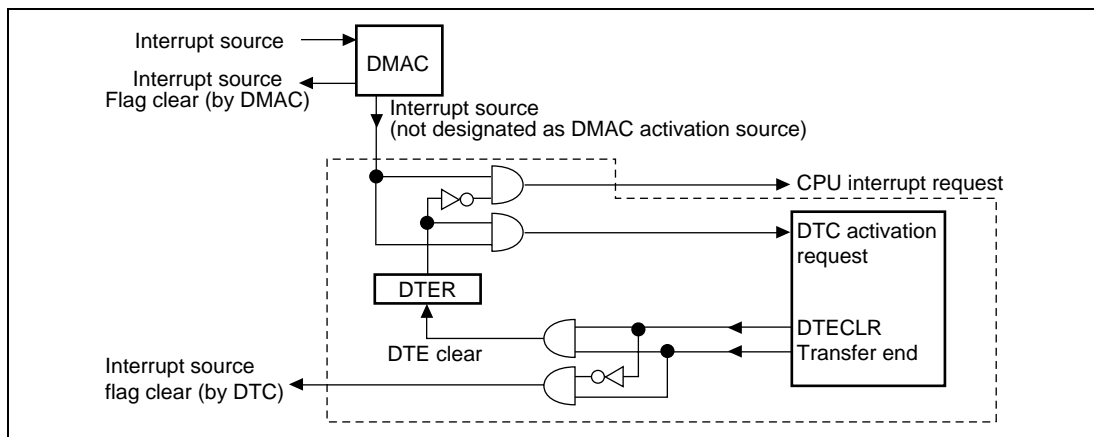 Interrupt source
DMAC
Interrupt source
Flag clear (by DMAC)
Interrupt source
(not designated as DMAC activation source)
CPU interrupt request
DTC activation
request
DTER
DTECLR
DTE clear
Transfer end
Interrupt source
flag clear (by DTC)